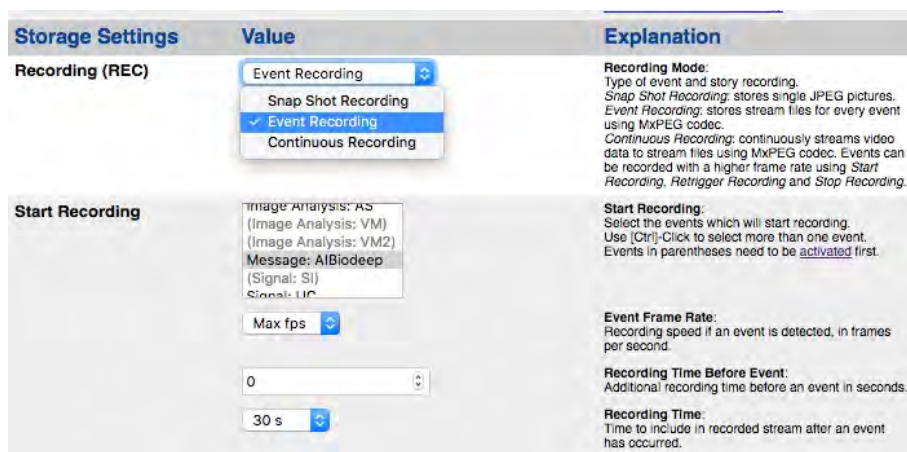 Storage Settings Value Explanation
Recording (REC)
Event Recording
Snap Shot Recording
✓ Event Recording
Continuous Recording
Recording Mode:
Type of event and story recording.
Snap Shot Recording: stores single JPEG pictures.
Event Recording: stores stream files for every event
using MxPEG codec.
Continuous Recording: continuously streams video
data to stream files using MxPEG codec. Events can
be recorded with a higher frame rate using Start
Recording, Retrigger Recording and Stop Recording.
Start Recording
Image Analysis: AS
(Image Analysis: VM)
(Image Analysis: VM2)
Message: AIBiodeep
(Signal: SI)
Signal: UC
Start Recording:
Select the events which will start recording.
Use [Ctrl]-Click to select more than one event.
Events in parentheses need to be activated first.
Max fps
Event Frame Rate:
Recording speed if an event is detected, in frames
per second.
0
Recording Time Before Event:
Additional recording time before an event in seconds.
30 s
Recording Time:
Time to include in recorded stream after an event
has occurred.